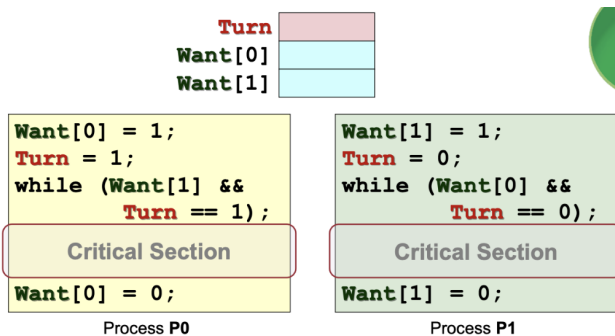 Turn
Want[0]
Want[1]
Want[0] = 1;
Turn = 1;
while (Want[1] &&
Turn == 1);
Critical Section
Want[0] = 0;
Process P0
Want[1] = 1;
Turn = 0;
while (Want[0] &&
Turn == 0);
Critical Section
Want[1] = 0;
Process P1